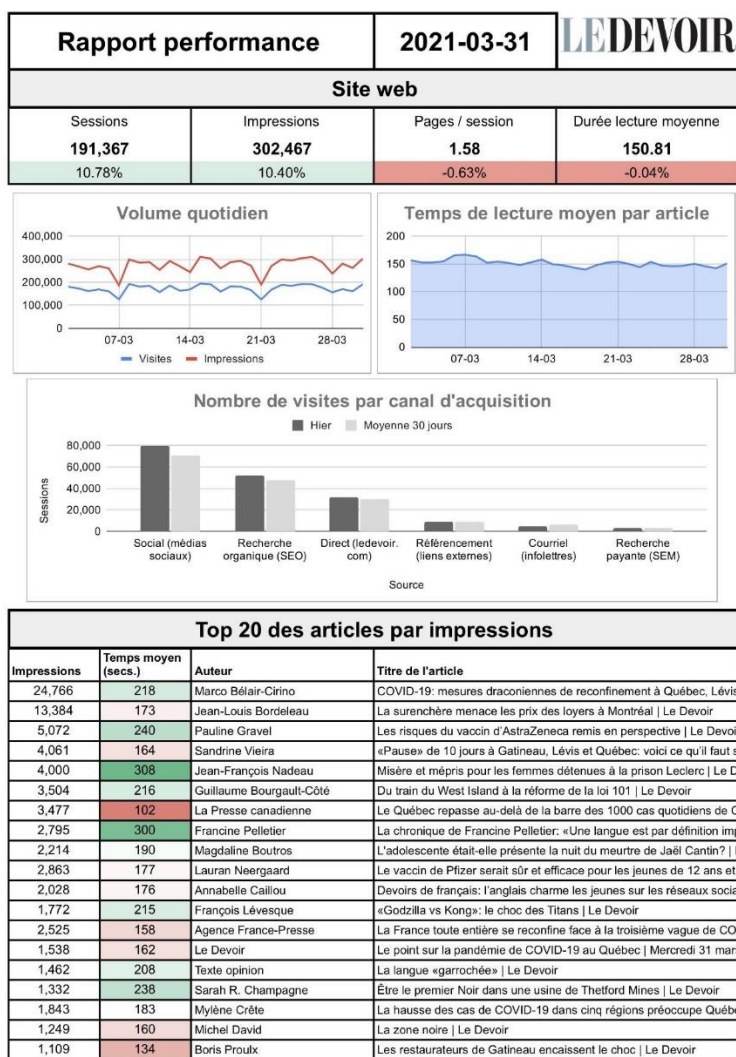 Rapport performance 2021-03-31 LE DEVOIR
Site web
Sessions Impressions Pages / session Durée lecture moyenne
191,367 302,467 1.58 150.81
10.78% 10.40% -0.63% -0.04%
Volume quotidien
400,000
300,000
200,000
100,000
0
07-03 14-03 21-03 28-03
Visites Impressions
Temps de lecture moyen par article
200
150
100
50
0
07-03 14-03 21-03 28-03
Nombre de visites par canal d'acquisition
Hier Moyenne 30 jours
Sessions
80,000
60,000
40,000
20,000
0
Social (médias Recherche Direct (ledevoir. Référencement Courriel Recherche
sociaux) organique (SEO) com) (liens externes) (infolettres) payante (SEM)
Source
Top 20 des articles par impressions
Impressions Temps moyen (secs.) Auteur Titre de l'article
24,766 218 Marco Bélair-Cirino COVID-19: mesures draconiennes de reconfinement à Québec, Lévis
13,384 173 Jean-Louis Bordeleau La surenchère menace les prix des loyers à Montréal | Le Devoir
5,072 240 Pauline Gravel Les risques du vaccin d'AstraZeneca remis en perspective | Le Devoi
4,061 164 Sandrine Vieira «Pause» de 10 jours à Gatineau, Lévis et Québec: voici ce qu'il faut s
4,000 308 Jean-François Nadeau Misère et mépris pour les femmes détenues à la prison Leclerc | Le D
3,504 216 Guillaume Bourgault-Côté Du train du West Island à la réforme de la loi 101 | Le Devoir
3,477 102 La Presse canadienne Le Québec repasse au-delà de la barre des 1000 cas quotidiens de C
2,795 300 Francine Pelletier La chronique de Francine Pelletier: «Une langue est par définition imp
2,214 190 Magdaline Boutros L'adolescente était-elle présente la nuit du meurtre de Jaël Cantin? |
2,863 177 Lauran Neergaard Le vaccin de Pfizer serait sûr et efficace pour les jeunes de 12 ans et
2,028 176 Annabelle Caillou Devoirs de français: l'anglais charme les jeunes sur les réseaux socia
1,772 215 François Lévesque «Godzilla vs Kong»: le choc des Titans | Le Devoir
2,525 158 Agence France-Presse La France toute entière se reconfine face à la troisième vague de CO
1,538 162 Le Devoir Le point sur la pandémie de COVID-19 au Québec | Mercredi 31 mar
1,462 208 Texte opinion La langue «garrochée» | Le Devoir
1,332 238 Sarah R. Champagne Être le premier Noir dans une usine de Thetford Mines | Le Devoir
1,843 183 Mylène Crête La hausse des cas de COVID-19 dans cinq régions préoccupe Québe
1,249 160 Michel David La zone noire | Le Devoir
1,109 134 Boris Proulx Les restaurateurs de Gatineau encaissent le choc | Le Devoir